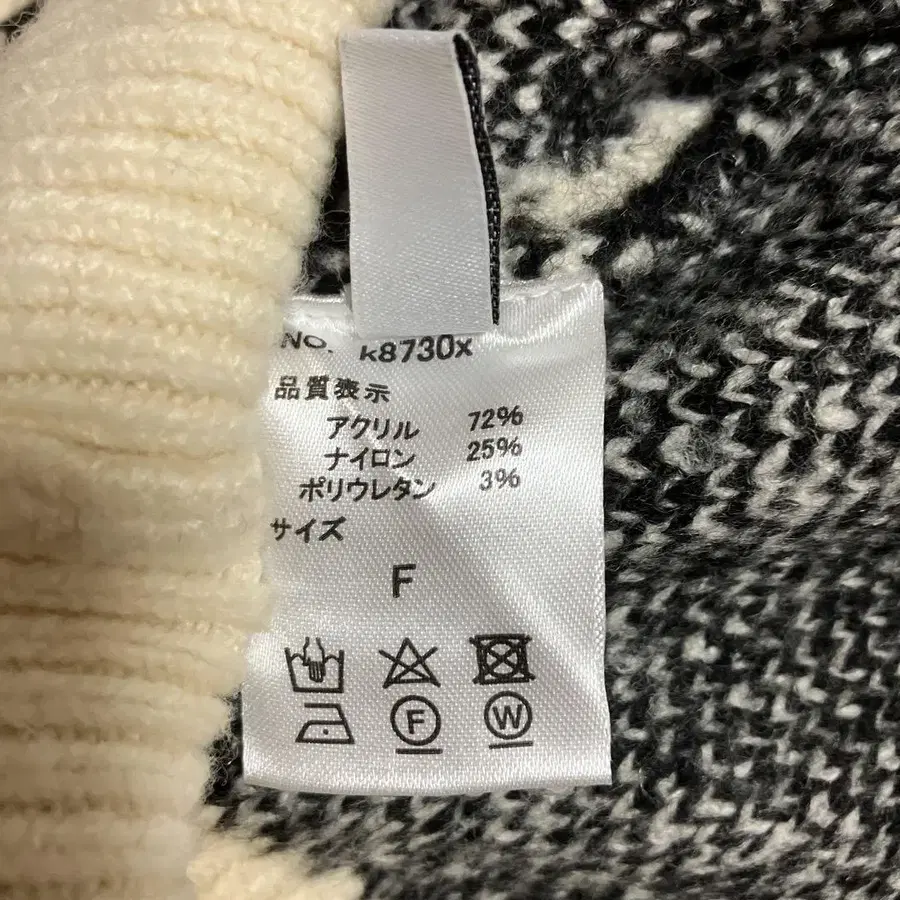 NO. k8730x
品質表示
アクリル 72%
ナイロン 25%
ポリウレタン 3%
サイズ
F
F W